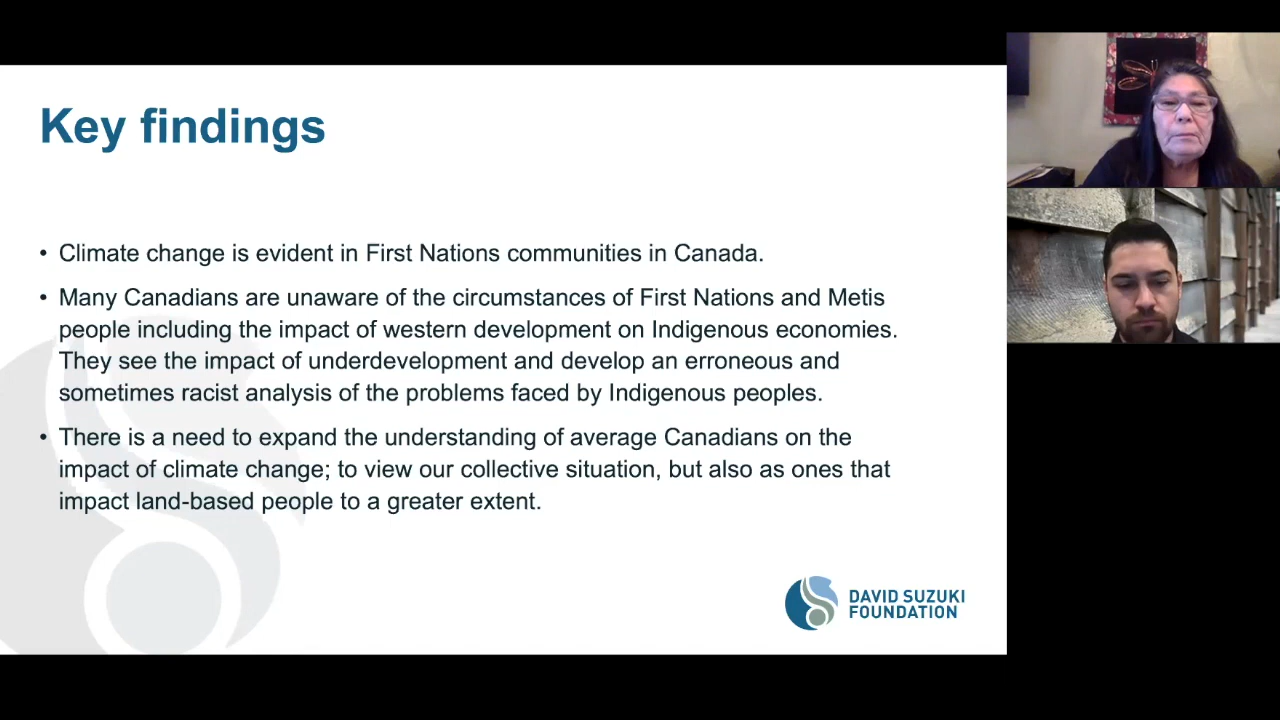 Key findings
• Climate change is evident in First Nations communities in Canada.
• Many Canadians are unaware of the circumstances of First Nations and Metis
people including the impact of western development on Indigenous economies.
They see the impact of underdevelopment and develop an erroneous and
sometimes racist analysis of the problems faced by Indigenous peoples.
• There is a need to expand the understanding of average Canadians on the
impact of climate change; to view our collective situation, but also as ones that
impact land-based people to a greater extent.
DAVID SUZUKI
FOUNDATION